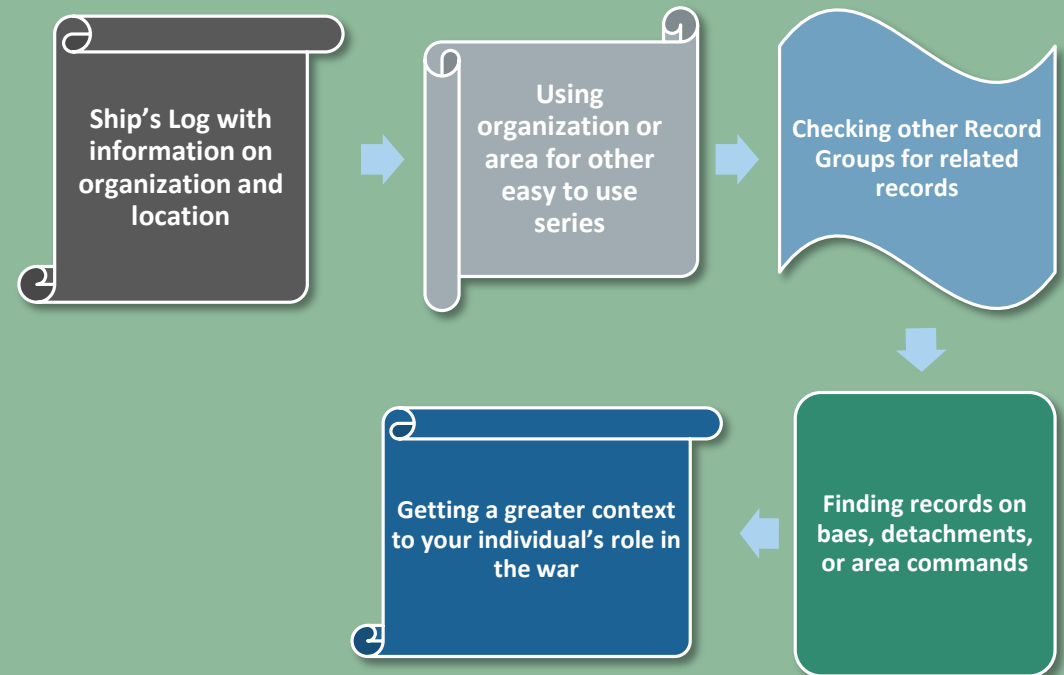 Ship’s Log with
information on
organization and
location
Using
organization or
area for other
easy to use
series
Checking other Record
Groups for related
records
Finding records on
baes, detachments,
or area commands
Getting a greater context
to your individual’s role in
the war